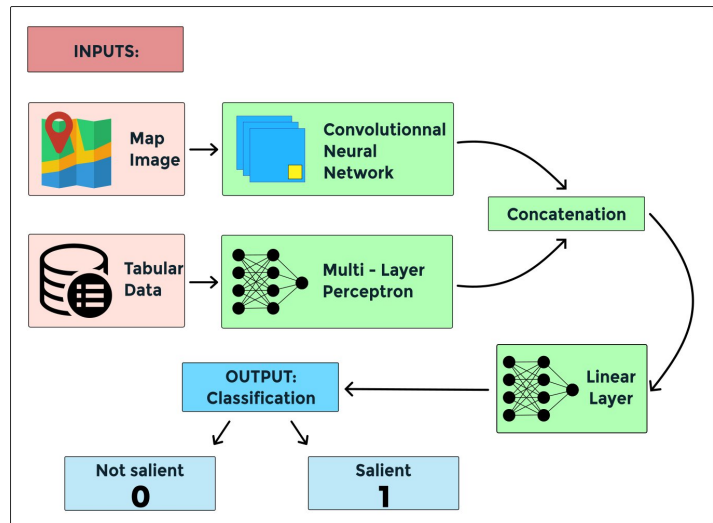 INPUTS:
Map
Image
Convolutionnal
Neural
Network
Concatenation
Tabular
Data
Multi - Layer
Perceptron
Linear
Layer
OUTPUT:
Classification
Not salient
0
Salient
1